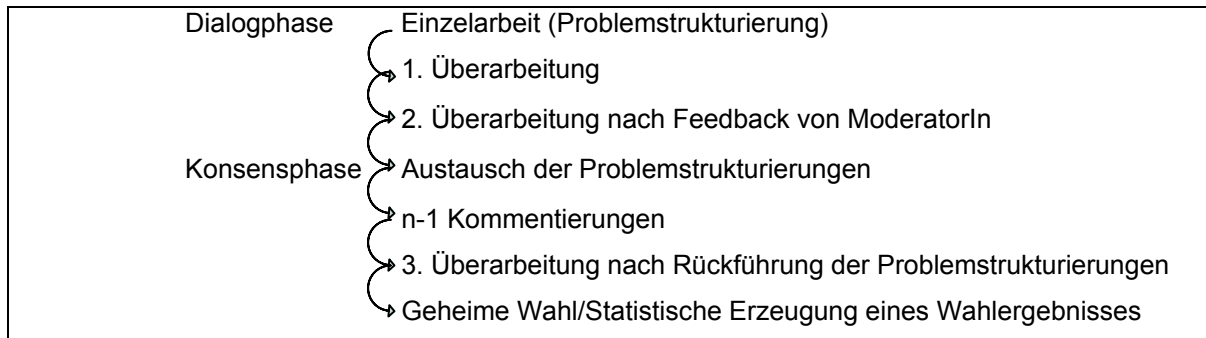 Dialogphase Einzelarbeit (Problemstrukturierung)
1. Überarbeitung
2. Überarbeitung nach Feedback von ModeratorIn
Konsensphase Austausch der Problemstrukturierungen
n-1 Kommentierungen
3. Überarbeitung nach Rückführung der Problemstrukturierungen
Geheime Wahl/Statistische Erzeugung eines Wahlergebnisses